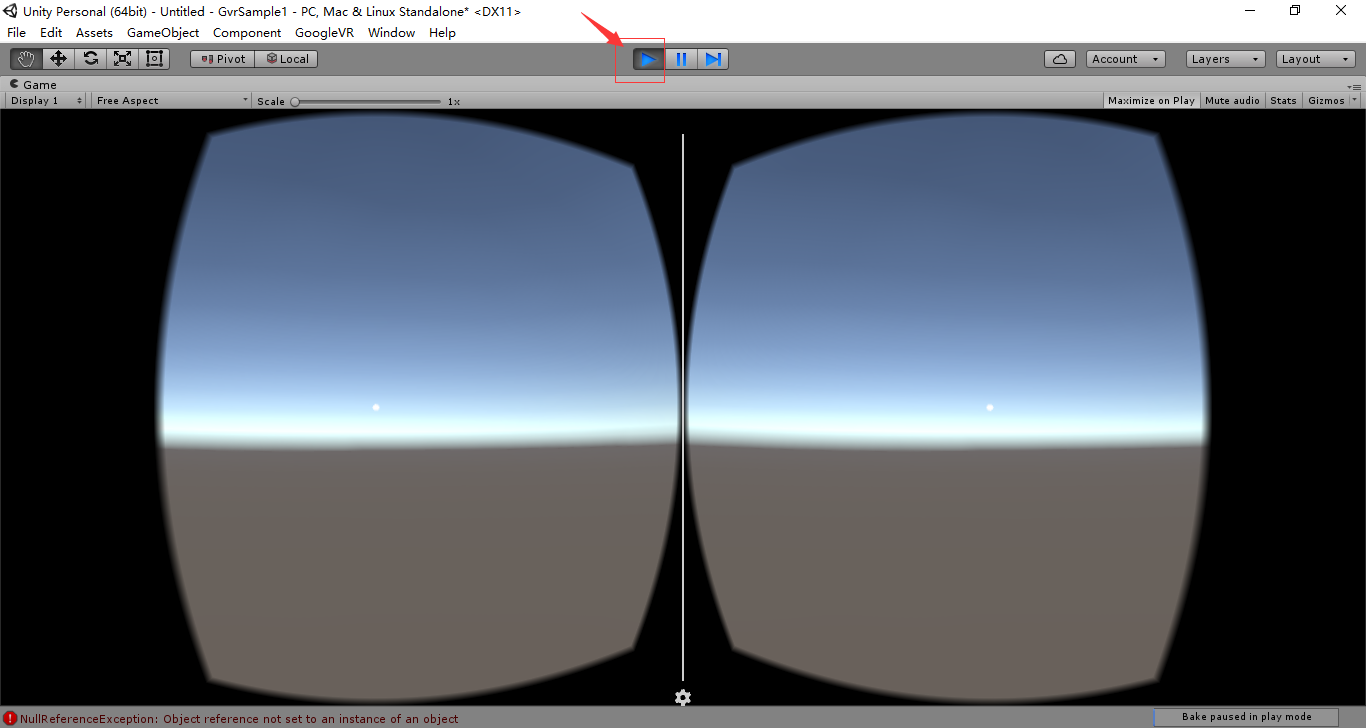 Unity Personal (64bit) - Untitled - GvrSample1 - PC, Mac & Linux Standalone* <DX11>
File Edit Assets GameObject Component GoogleVR Window Help
Pivot Local Account Layers Layout
Game
Display 1 Free Aspect Scale 1x Maximize on Play Mute audio Stats Gizmos
NullReferenceException: Object reference not set to an instance of an object Bake paused in play mode